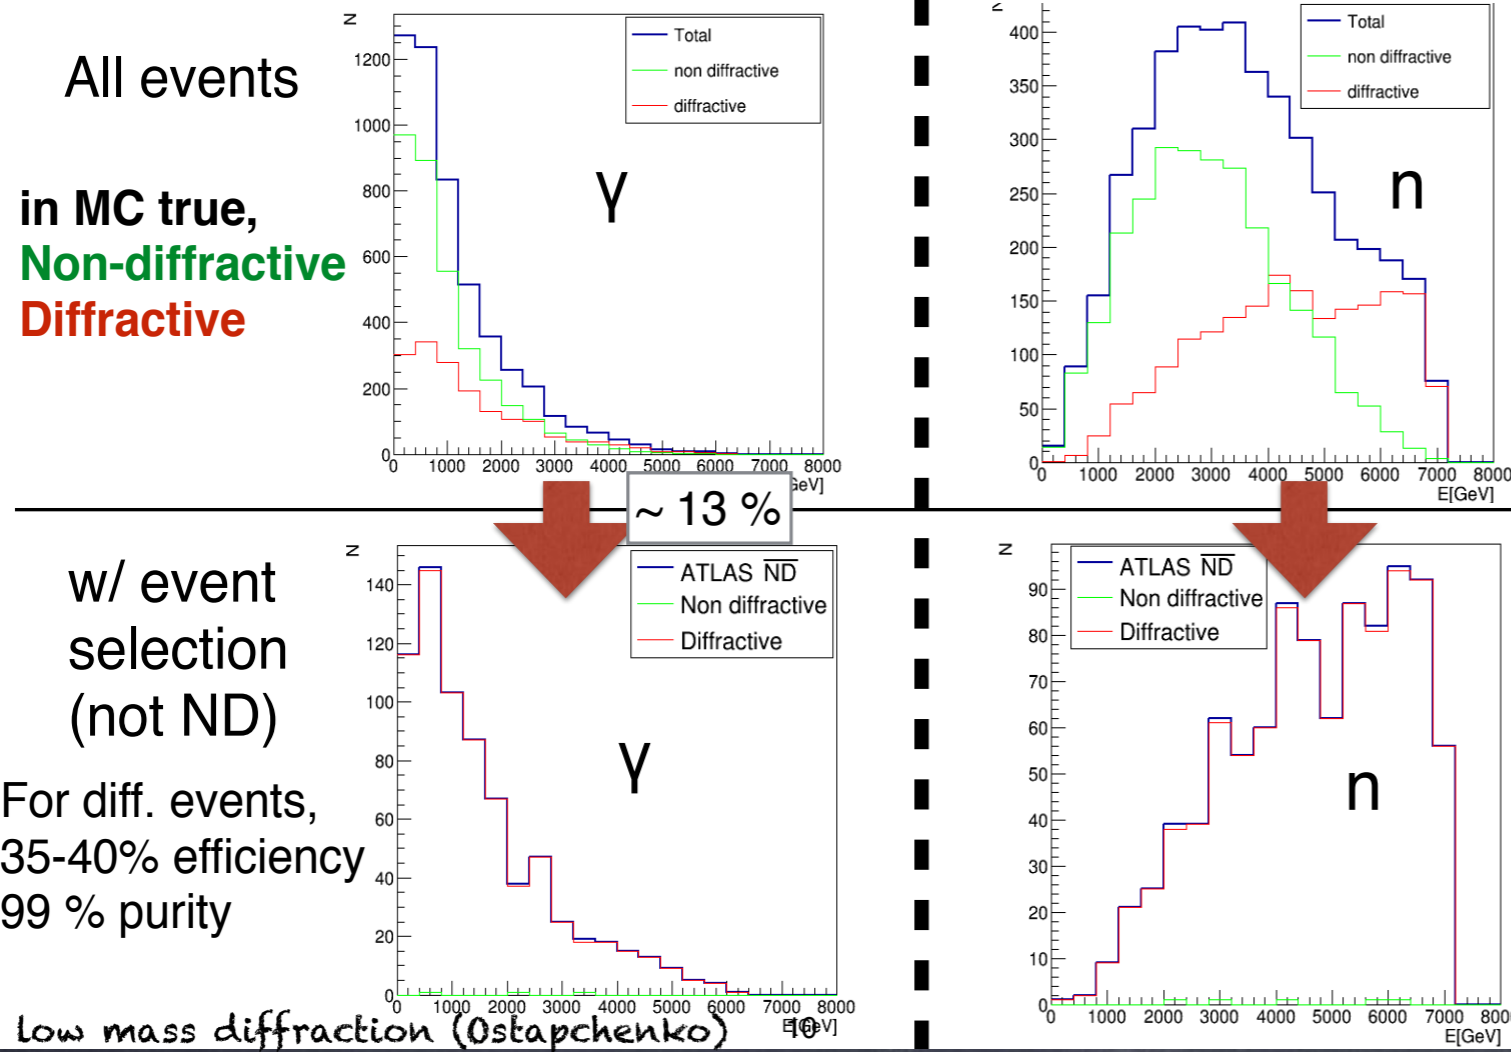 All events
in MC true,
Non-diffractive
Diffractive
N
Total
non diffractive
diffractive
γ
1200
1000
800
600
400
200
0
0 1000 2000 3000 4000 5000 6000 7000 8000
GeV]
N
Total
non diffractive
diffractive
n
400
350
300
250
200
150
100
50
0
0 1000 2000 3000 4000 5000 6000 7000 8000
E[GeV]
~ 13 %
w/ event
selection
(not ND)
For diff. events,
35-40% efficiency
99 % purity
N
ATLAS N̅D̅
Non diffractive
Diffractive
γ
140
120
100
80
60
40
20
0
0 1000 2000 3000 4000 5000 6000 7000 8000
E[GeV]
N
ATLAS N̅D̅
Non diffractive
Diffractive
n
90
80
70
60
50
40
30
20
10
0
0 1000 2000 3000 4000 5000 6000 7000 800
E[GeV]
low mass diffraction (Ostapchenko)